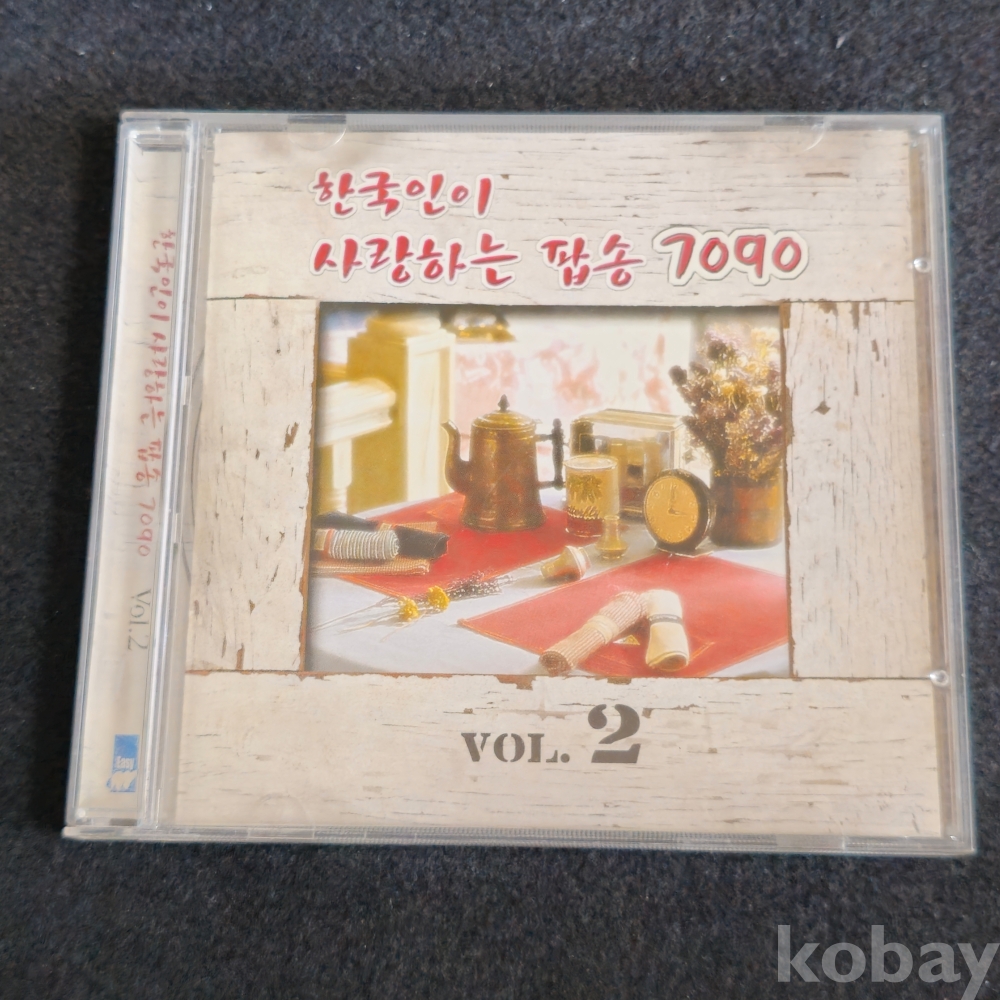 한국인이
사랑하는 팝송 7090
VOL. 2
한국인이 사랑하는 팝송 7090 Vol.2
Easy
kobay